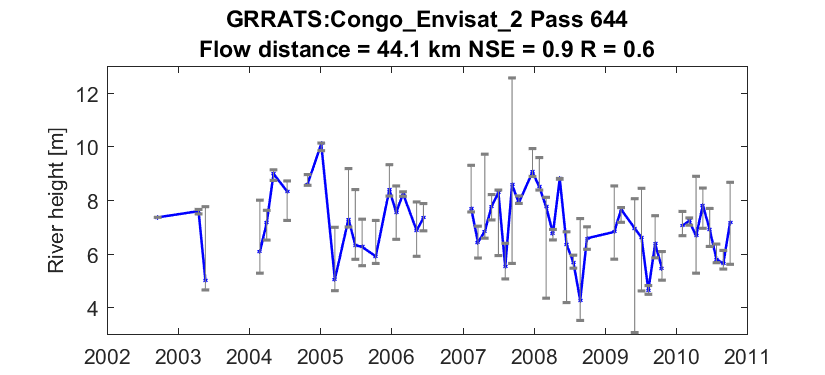 GRRATS:Congo_Envisat_2 Pass 644
Flow distance = 44.1 km NSE = 0.9 R = 0.6
River height [m]
12
10
8
6
4
2002 2003 2004 2005 2006 2007 2008 2009 2010 2011